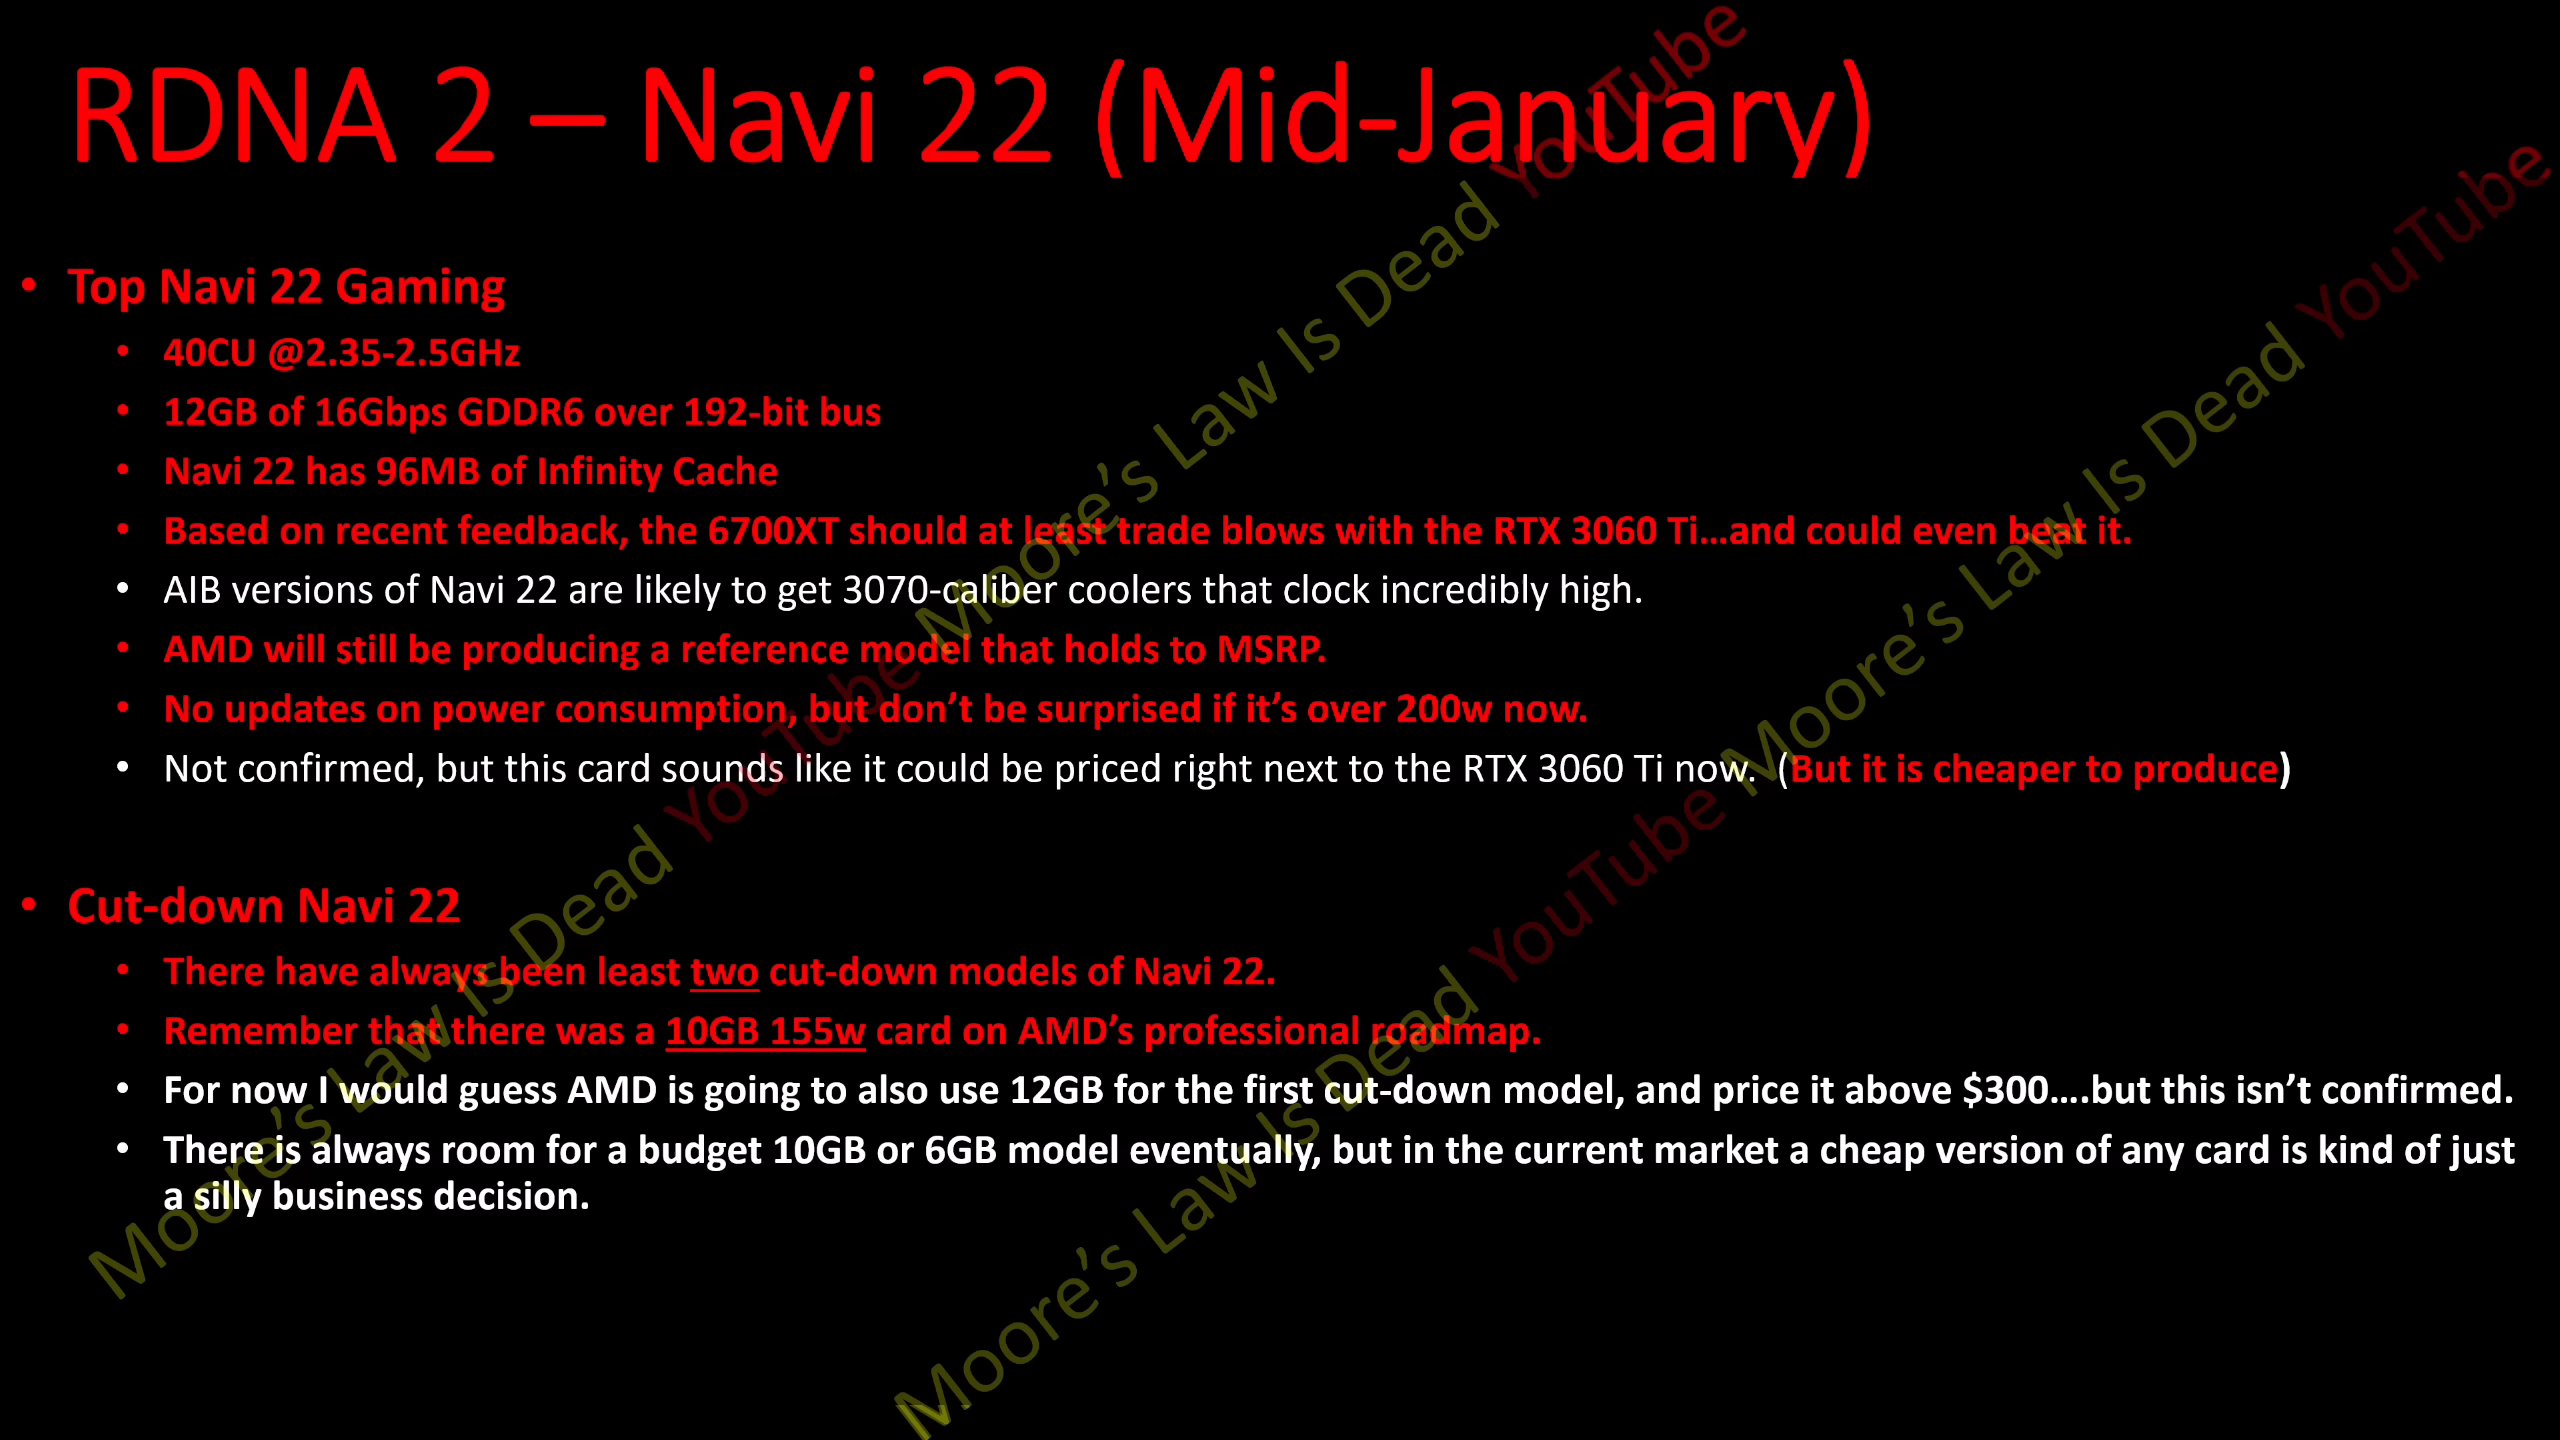 RDNA 2 – Navi 22 (Mid-January)
• Top Navi 22 Gaming
• 40CU @2.35-2.5GHz
• 12GB of 16Gbps GDDR6 over 192-bit bus
• Navi 22 has 96MB of Infinity Cache
• Based on recent feedback, the 6700XT should at least trade blows with the RTX 3060 Ti…and could even beat it.
• AIB versions of Navi 22 are likely to get 3070-caliber coolers that clock incredibly high.
• AMD will still be producing a reference model that holds to MSRP.
• No updates on power consumption, but don’t be surprised if it’s over 200w now.
• Not confirmed, but this card sounds like it could be priced right next to the RTX 3060 Ti now.  (But it is cheaper to produce)
• Cut-down Navi 22
• There have always been least two cut-down models of Navi 22.
• Remember that there was a 10GB 155w card on AMD’s professional roadmap.
• For now I would guess AMD is going to also use 12GB for the first cut-down model, and price it above $300….but this isn’t confirmed.
• There is always room for a budget 10GB or 6GB model eventually, but in the current market a cheap version of any card is kind of just
a silly business decision.
Moore’s Law Is Dead YouTube Moore’s Law Is Dead YouTube
Moore’s Law Is Dead YouTube Moore’s Law Is Dead YouTube